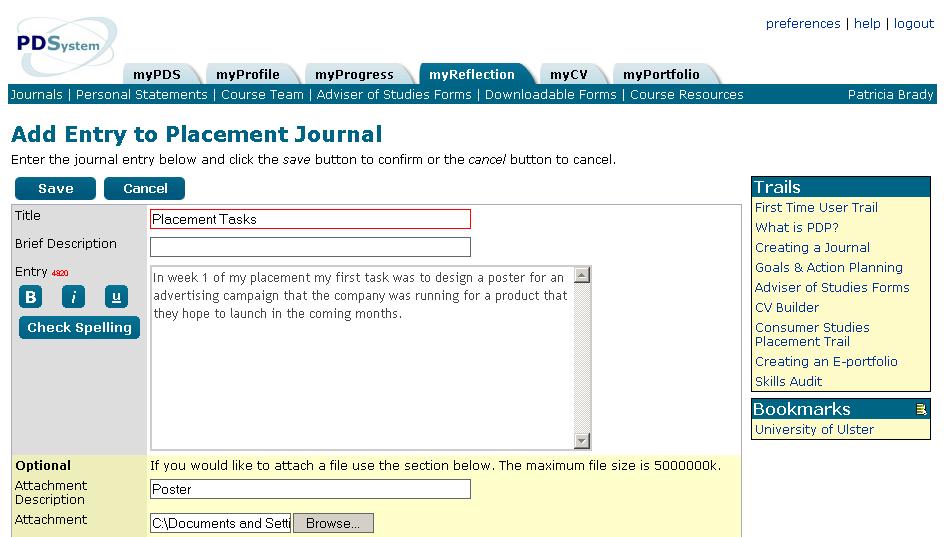 preferences | help | logout
PDSystem
myPDS myProfile myProgress myReflection myCV myPortfolio
Journals | Personal Statements | Course Team | Adviser of Studies Forms | Downloadable Forms | Course Resources
Patricia Brady
Add Entry to Placement Journal
Enter the journal entry below and click the save button to confirm or the cancel button to cancel.
Save Cancel
Title
Placement Tasks
Brief Description
Entry 4820
B i u
Check Spelling
In week 1 of my placement my first task was to design a poster for an
advertising campaign that the company was running for a product that
they hope to launch in the coming months.
Optional
If you would like to attach a file use the section below. The maximum file size is 5000000k.
Attachment
Description
Poster
Attachment
C:\Documents and Setti
Browse...
Trails
First Time User Trail
What is PDP?
Creating a Journal
Goals & Action Planning
Adviser of Studies Forms
CV Builder
Consumer Studies
Placement Trail
Creating an E-portfolio
Skills Audit
Bookmarks
University of Ulster